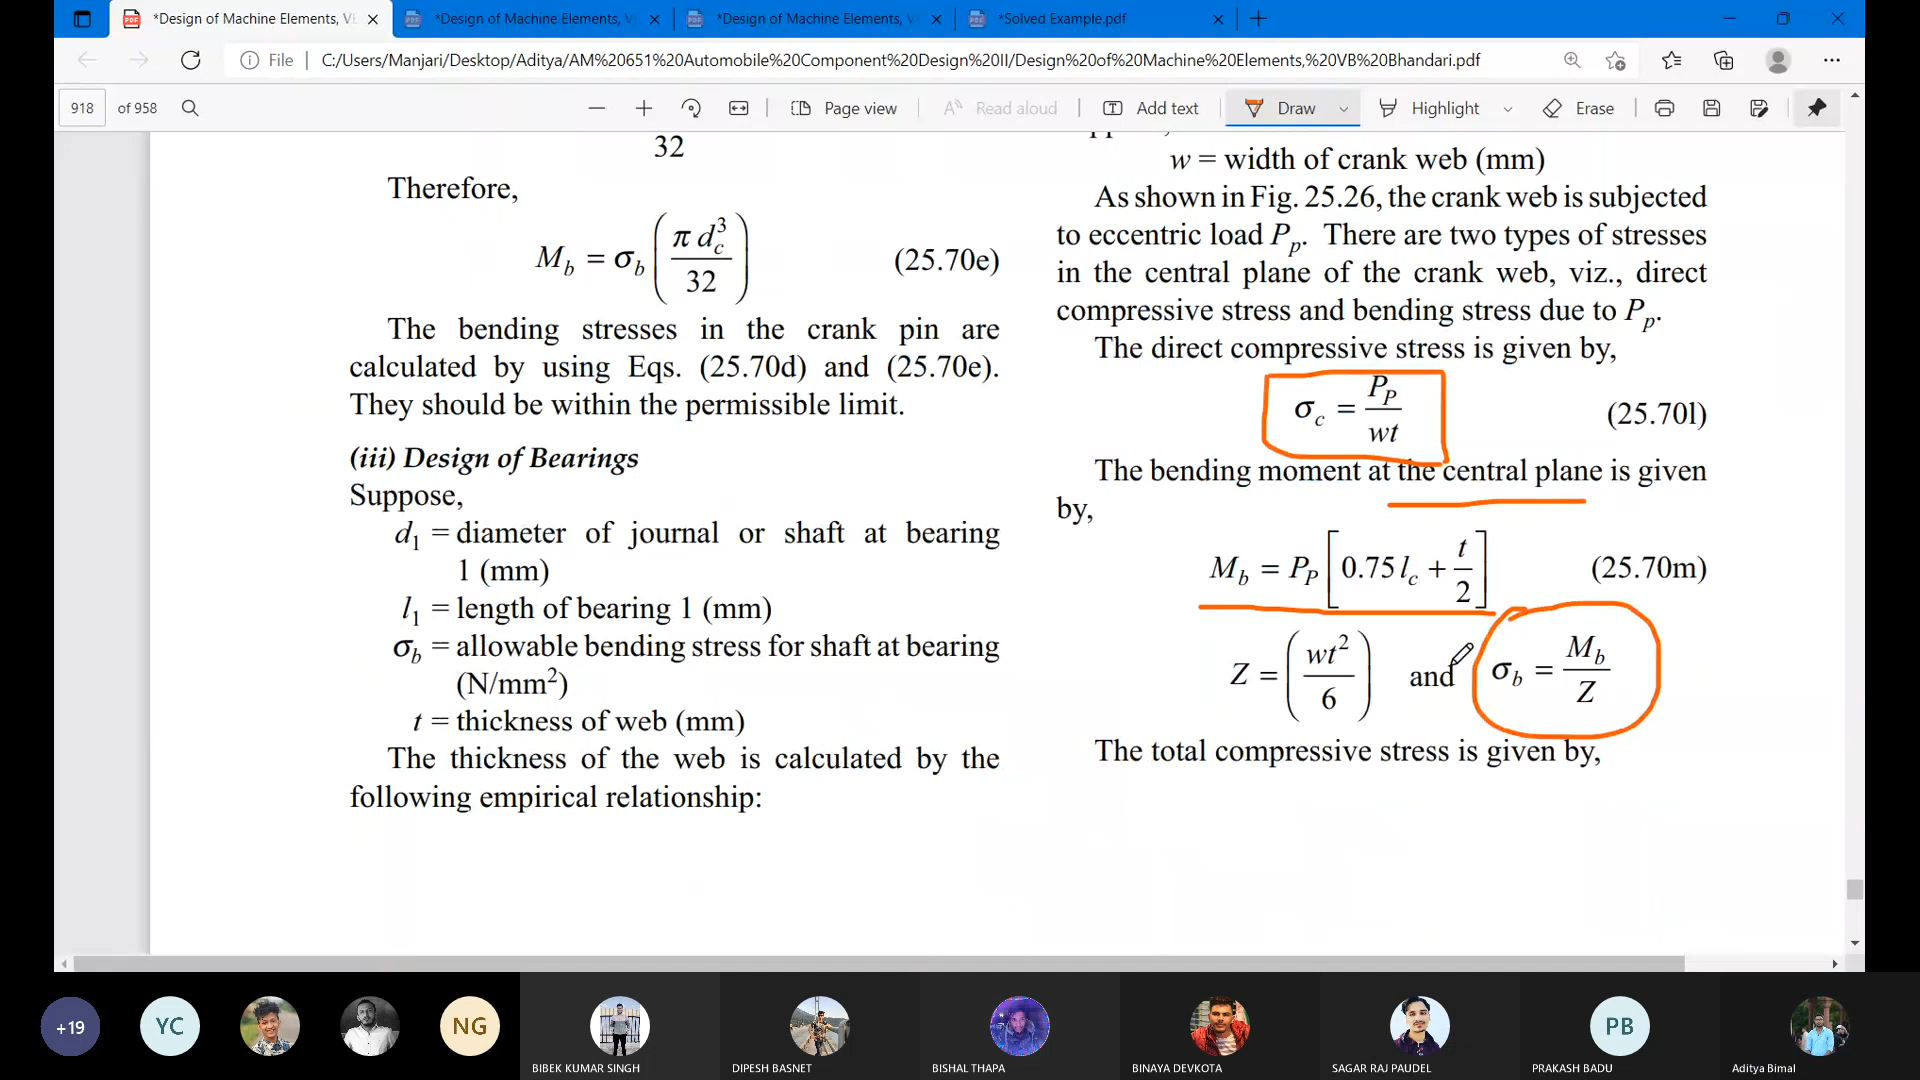 *Design of Machine Elements, VB
*Design of Machine Elements, V
*Design of Machine Elements, V
*Solved Example.pdf
File
C:/Users/Manjari/Desktop/Aditya/AM%20651%20Automobile%20Component%20Design%20II/Design%20of%20Machine%20Elements,%20VB%20Bhandari.pdf
918 of 958
Page view
Read aloud
Add text
Draw
Highlight
Erase
32
Therefore,
M_b = σ_b (π d_c^3 / 32) (25.70e)
The bending stresses in the crank pin are
calculated by using Eqs. (25.70d) and (25.70e).
They should be within the permissible limit.
(iii) Design of Bearings
Suppose,
d_1 = diameter of journal or shaft at bearing
1 (mm)
l_1 = length of bearing 1 (mm)
σ_b = allowable bending stress for shaft at bearing
(N/mm²)
t = thickness of web (mm)
The thickness of the web is calculated by the
following empirical relationship:
w = width of crank web (mm)
As shown in Fig. 25.26, the crank web is subjected
to eccentric load P_p. There are two types of stresses
in the central plane of the crank web, viz., direct
compressive stress and bending stress due to P_p.
The direct compressive stress is given by,
σ_c = P_P / wt (25.70l)
The bending moment at the central plane is given
by,
M_b = P_P [0.75 l_c + t/2] (25.70m)
Z = (wt²/6) and σ_b = M_b / Z
The total compressive stress is given by,
+19
YC
NG
BIBEK KUMAR SINGH
DIPESH BASNET
BISHAL THAPA
BINAYA DEVKOTA
SAGAR RAJ PAUDEL
PB
PRAKASH BADU
Aditya Bimal